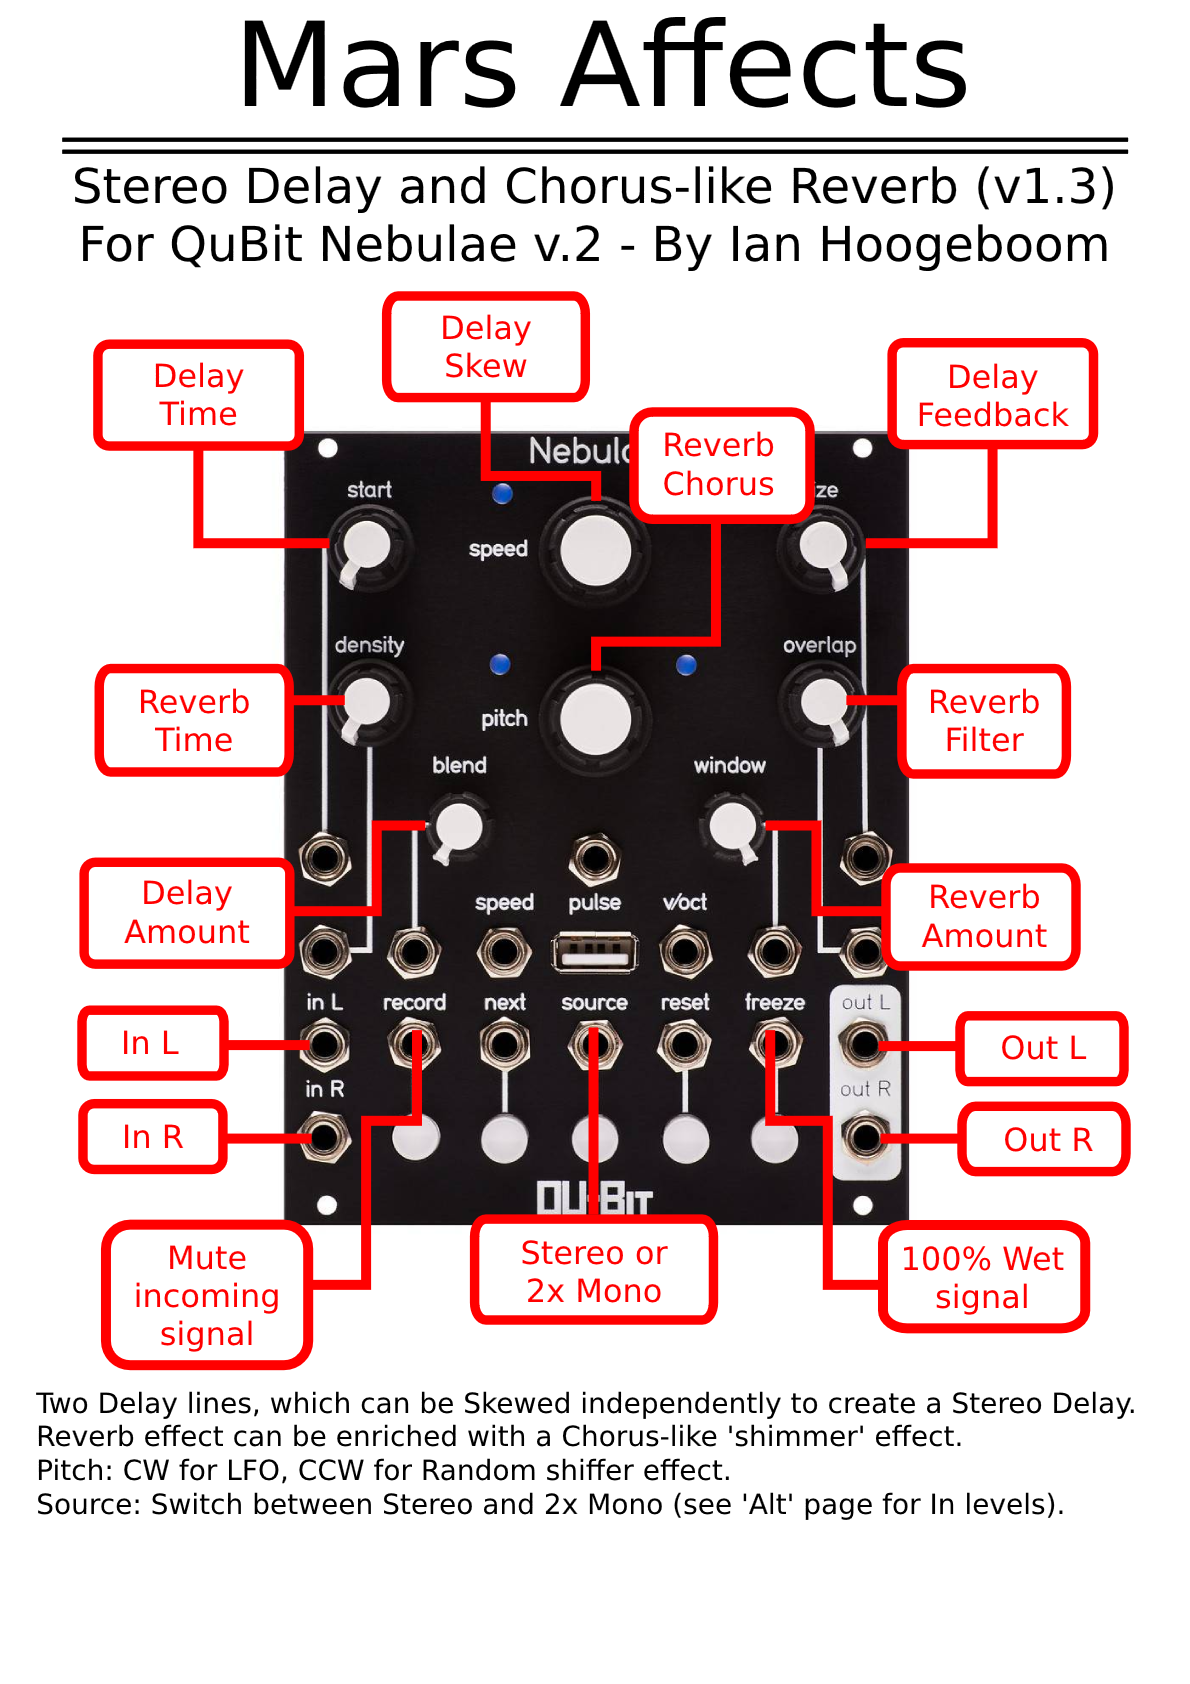 Mars Affects
Stereo Delay and Chorus-like Reverb (v1.3)
For QuBit Nebulae v.2 - By Ian Hoogeboom
Delay
Skew
Delay
Time
Delay
Feedback
Reverb
Chorus
start
speed
density
overlap
Reverb
Time
Reverb
Filter
pitch
blend
window
Delay
Amount
Reverb
Amount
speed
pulse
v/oct
in L
record
next
source
reset
freeze
out L
In L
Out L
in R
out R
In R
Out R
QU-BIT
Mute
incoming
signal
Stereo or
2x Mono
100% Wet
signal
Two Delay lines, which can be Skewed independently to create a Stereo Delay.
Reverb effect can be enriched with a Chorus-like 'shimmer' effect.
Pitch: CW for LFO, CCW for Random shiffer effect.
Source: Switch between Stereo and 2x Mono (see 'Alt' page for In levels).